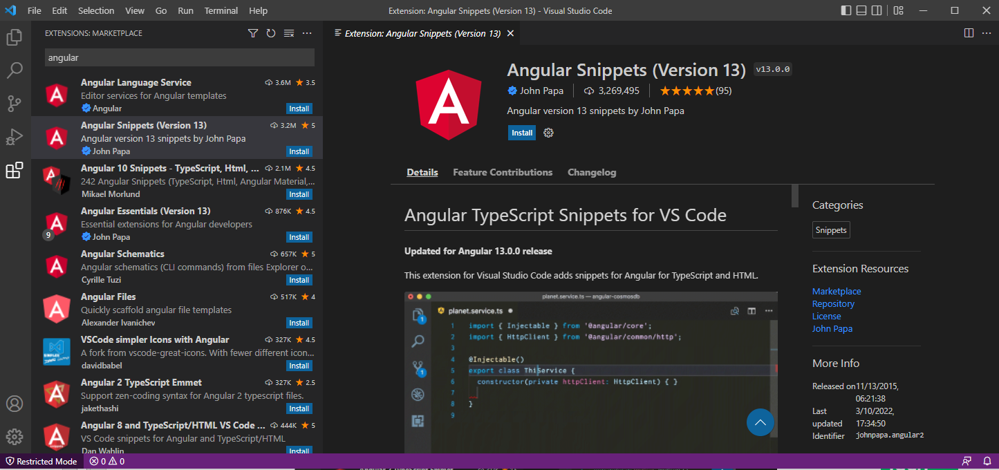 File Edit Selection View Go Run Terminal Help
Extension: Angular Snippets (Version 13) - Visual Studio Code
EXTENSIONS: MARKETPLACE
angular
Angular Language Service 3.6M 3.5
Editor services for Angular templates
Angular Install
Angular Snippets (Version 13) 3.2M 5
Angular version 13 snippets by John Papa
John Papa Install
Angular 10 Snippets - TypeScript, Html, ... 2.1M 4.5
242 Angular Snippets (TypeScript, Html, Angular Material,...
Mikael Morlund Install
Angular Essentials (Version 13) 876K 4.5
Essential extensions for Angular developers
9
John Papa Install
Angular Schematics 657K 5
Angular schematics (CLI commands) from files Explorer o...
Cyrille Tuzi Install
Angular Files 517K 4
Quickly scaffold angular file templates
Alexander Ivanichev Install
VSCode simpler Icons with Angular 327K 4.5
A fork from vscode-great-icons. With fewer different icon...
davidbabel Install
Angular 2 TypeScript Emmet 327K 2.5
Support zen-coding syntax for Angular 2 typescript files.
jakethashi Install
Angular 8 and TypeScript/HTML VS Code ... 444K 5
VS Code snippets for Angular and TypeScript/HTML
Dan Wahlin Install
Extension: Angular Snippets (Version 13)
Angular Snippets (Version 13) v13.0.0
John Papa 3,269,495 (95)
Angular version 13 snippets by John Papa
Install
Details Feature Contributions Changelog
Angular TypeScript Snippets for VS Code
Updated for Angular 13.0.0 release
This extension for Visual Studio Code adds snippets for Angular for TypeScript and HTML.
planet.service.ts — angular-cosmosdb
planet.service.ts
1 import { Injectable } from '@angular/core';
2 import { HttpClient } from '@angular/common/http';
3
4 @Injectable()
5 export class ThiService {
6 constructor(private httpClient: HttpClient) { }
7
8 }
9
1
1
Categories
Snippets
Extension Resources
Marketplace
Repository
License
John Papa
More Info
Released on 11/13/2015,
06:21:38
Last 3/10/2022,
updated 17:34:50
Identifier johnpapa.angular2
Restricted Mode 0 0